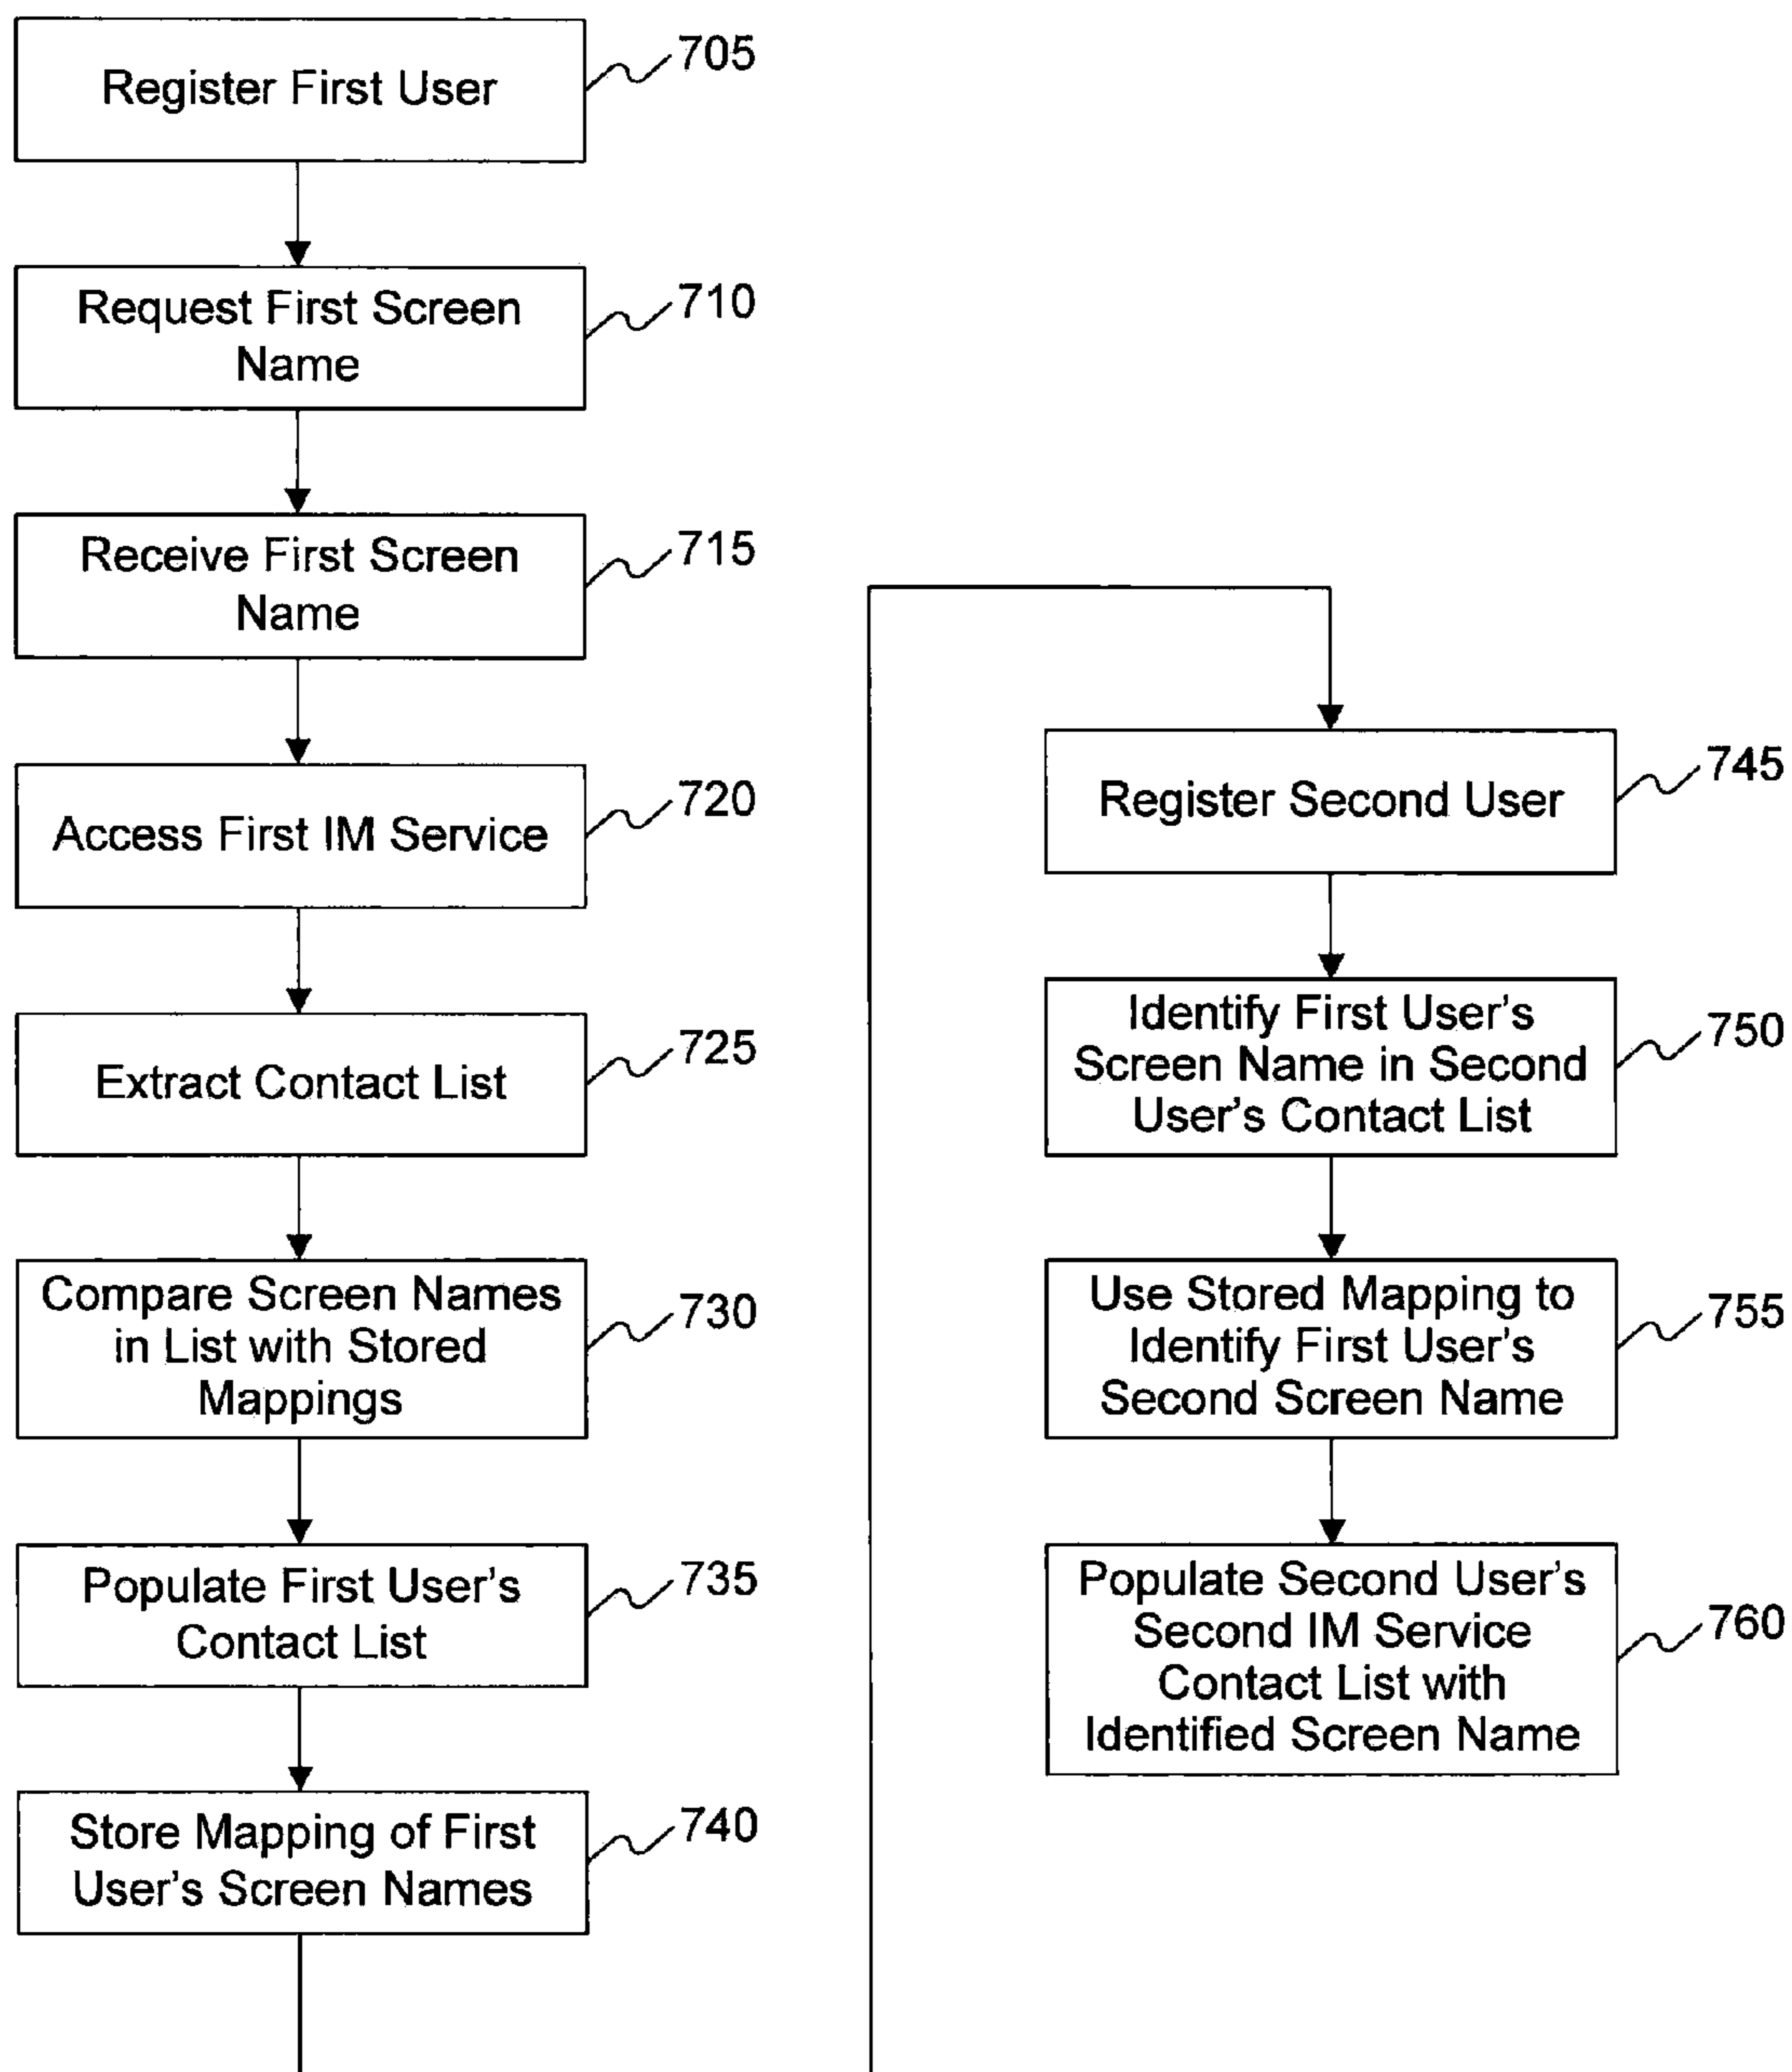 Register First User
705
Request First Screen
Name
710
Receive First Screen
Name
715
Access First IM Service
720
Extract Contact List
725
Compare Screen Names
in List with Stored
Mappings
730
Populate First User's
Contact List
735
Store Mapping of First
User's Screen Names
740
Register Second User
745
Identify First User's
Screen Name in Second
User's Contact List
750
Use Stored Mapping to
Identify First User's
Second Screen Name
755
Populate Second User's
Second IM Service
Contact List with
Identified Screen Name
760